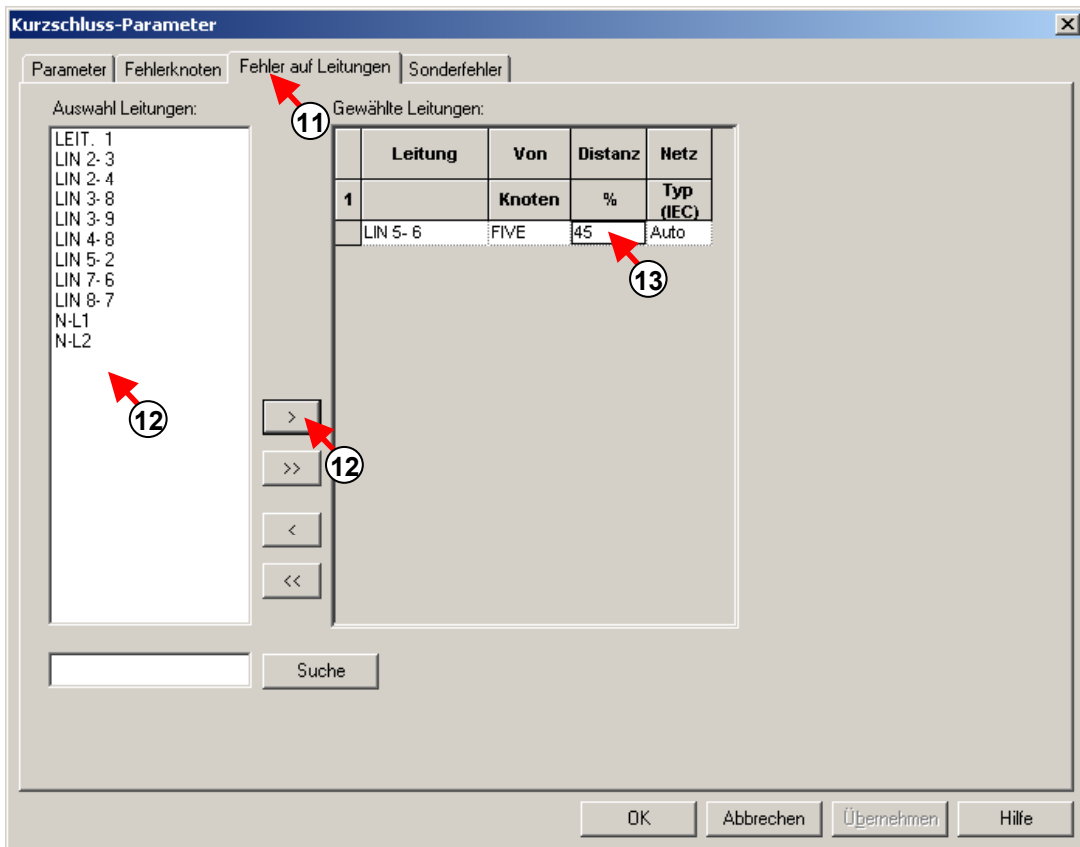 Kurzschluss-Parameter
Parameter Fehlerknoten Fehler auf Leitungen Sonderfehler
11
Auswahl Leitungen:
LEIT. 1
LIN 2- 3
LIN 2- 4
LIN 3- 8
LIN 3- 9
LIN 4- 8
LIN 5- 2
LIN 7- 6
LIN 8- 7
N-L1
N-L2
12
>
12
>>
<
<<
Gewählte Leitungen:
Leitung Von Distanz Netz
1 Knoten % Typ (IEC)
LIN 5- 6 FIVE 45 Auto
13
Suche
OK Abbrechen Übernehmen Hilfe